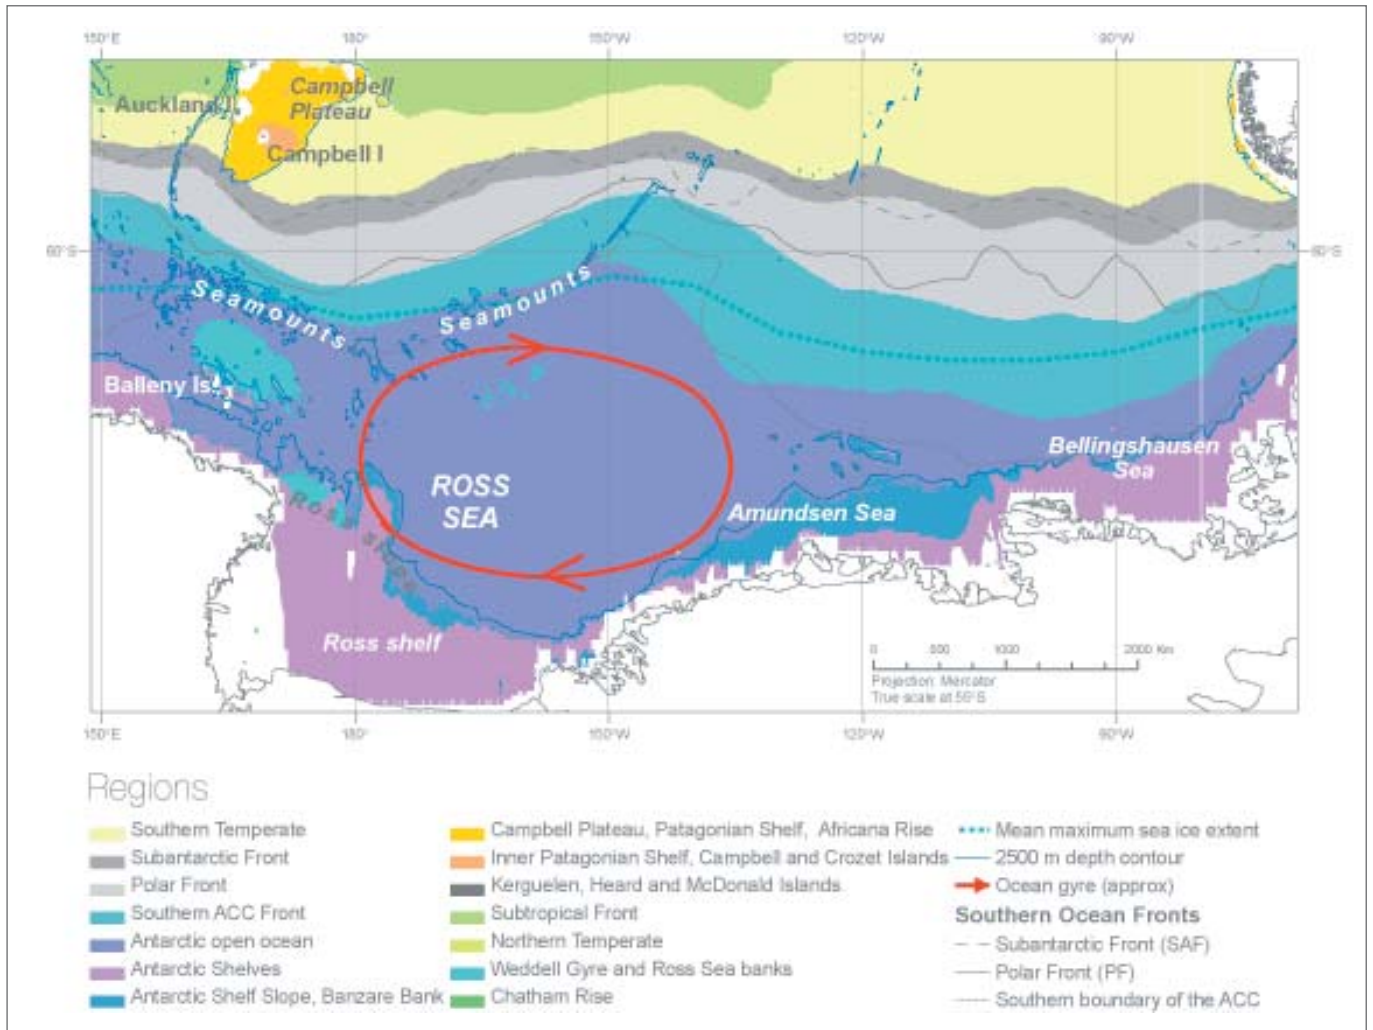 150°E 180° 150°W 120°W 90°W
Auckland I
Campbell
Plateau
Campbell I
60°S 60°S
Seamounts
Seamounts
Balleny Is
ROSS
SEA
Ross slope
Bellingshausen
Sea
Amundsen Sea
Ross shelf
0 500 1000 2000 Km
Projection: Mercator
True scale at 55°S
150°E 180° 150°W 120°W 90°W
Regions
Southern Temperate
Subantarctic Front
Polar Front
Southern ACC Front
Antarctic open ocean
Antarctic Shelves
Antarctic Shelf Slope, Banzare Bank
Campbell Plateau, Patagonian Shelf, Africana Rise
Inner Patagonian Shelf, Campbell and Crozet Islands
Kerguelen, Heard and McDonald Islands
Subtropical Front
Northern Temperate
Weddell Gyre and Ross Sea banks
Chatham Rise
Mean maximum sea ice extent
2500 m depth contour
Ocean gyre (approx)
Southern Ocean Fronts
Subantarctic Front (SAF)
Polar Front (PF)
Southern boundary of the ACC